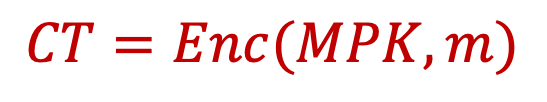 CT = Enc(MPK, m)